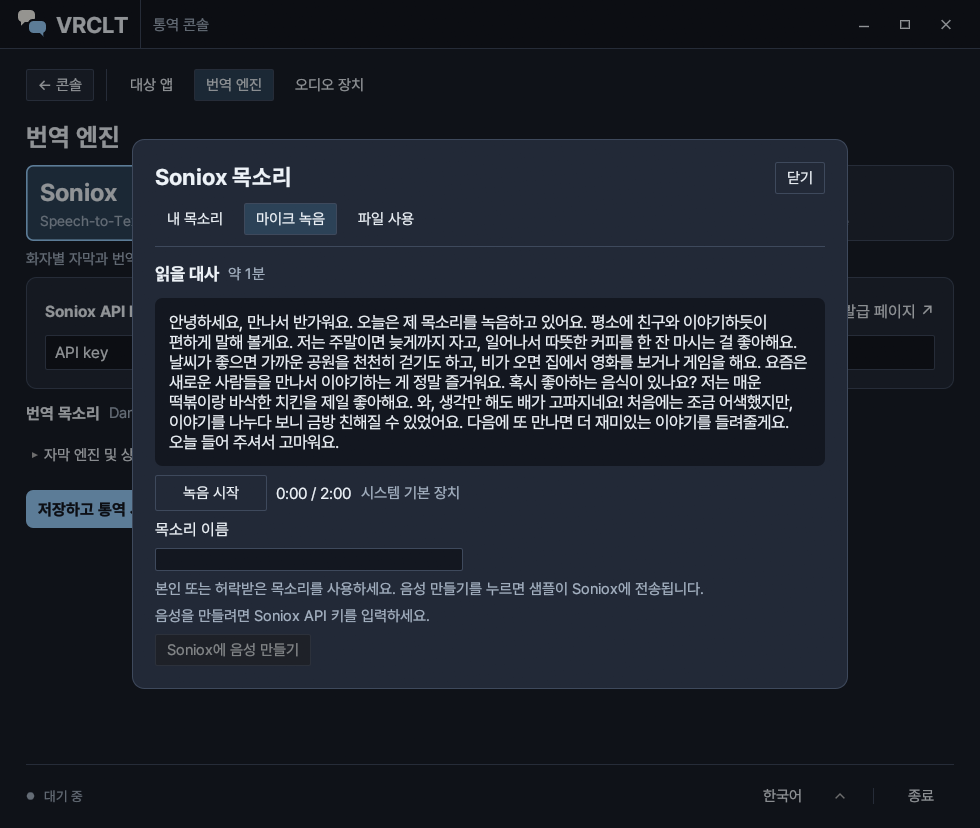 VRCLT
통역 콘솔
← 콘솔
대상 앱
번역 엔진
오디오 장치
번역 엔진
Soniox
Speech-to-Te
화자별 자막과 번역
Soniox API
발급 페이지 ↗
API key
번역 목소리
Dan
자막 엔진 및 상
저장하고 통역
Soniox 목소리
닫기
내 목소리
마이크 녹음
파일 사용
읽을 대사 약 1분
안녕하세요, 만나서 반가워요. 오늘은 제 목소리를 녹음하고 있어요. 평소에 친구와 이야기하듯이
편하게 말해 볼게요. 저는 주말이면 늦게까지 자고, 일어나서 따뜻한 커피를 한 잔 마시는 걸 좋아해요.
날씨가 좋으면 가까운 공원을 천천히 걷기도 하고, 비가 오면 집에서 영화를 보거나 게임을 해요. 요즘은
새로운 사람들을 만나서 이야기하는 게 정말 즐거워요. 혹시 좋아하는 음식이 있나요? 저는 매운
떡볶이랑 바삭한 치킨을 제일 좋아해요. 와, 생각만 해도 배가 고파지네요! 처음에는 조금 어색했지만,
이야기를 나누다 보니 금방 친해질 수 있었어요. 다음에 또 만나면 더 재미있는 이야기를 들려줄게요.
오늘 들어 주셔서 고마워요.
녹음 시작
0:00 / 2:00
시스템 기본 장치
목소리 이름
본인 또는 허락받은 목소리를 사용하세요. 음성 만들기를 누르면 샘플이 Soniox에 전송됩니다.
음성을 만들려면 Soniox API 키를 입력하세요.
Soniox에 음성 만들기
대기 중
한국어
종료